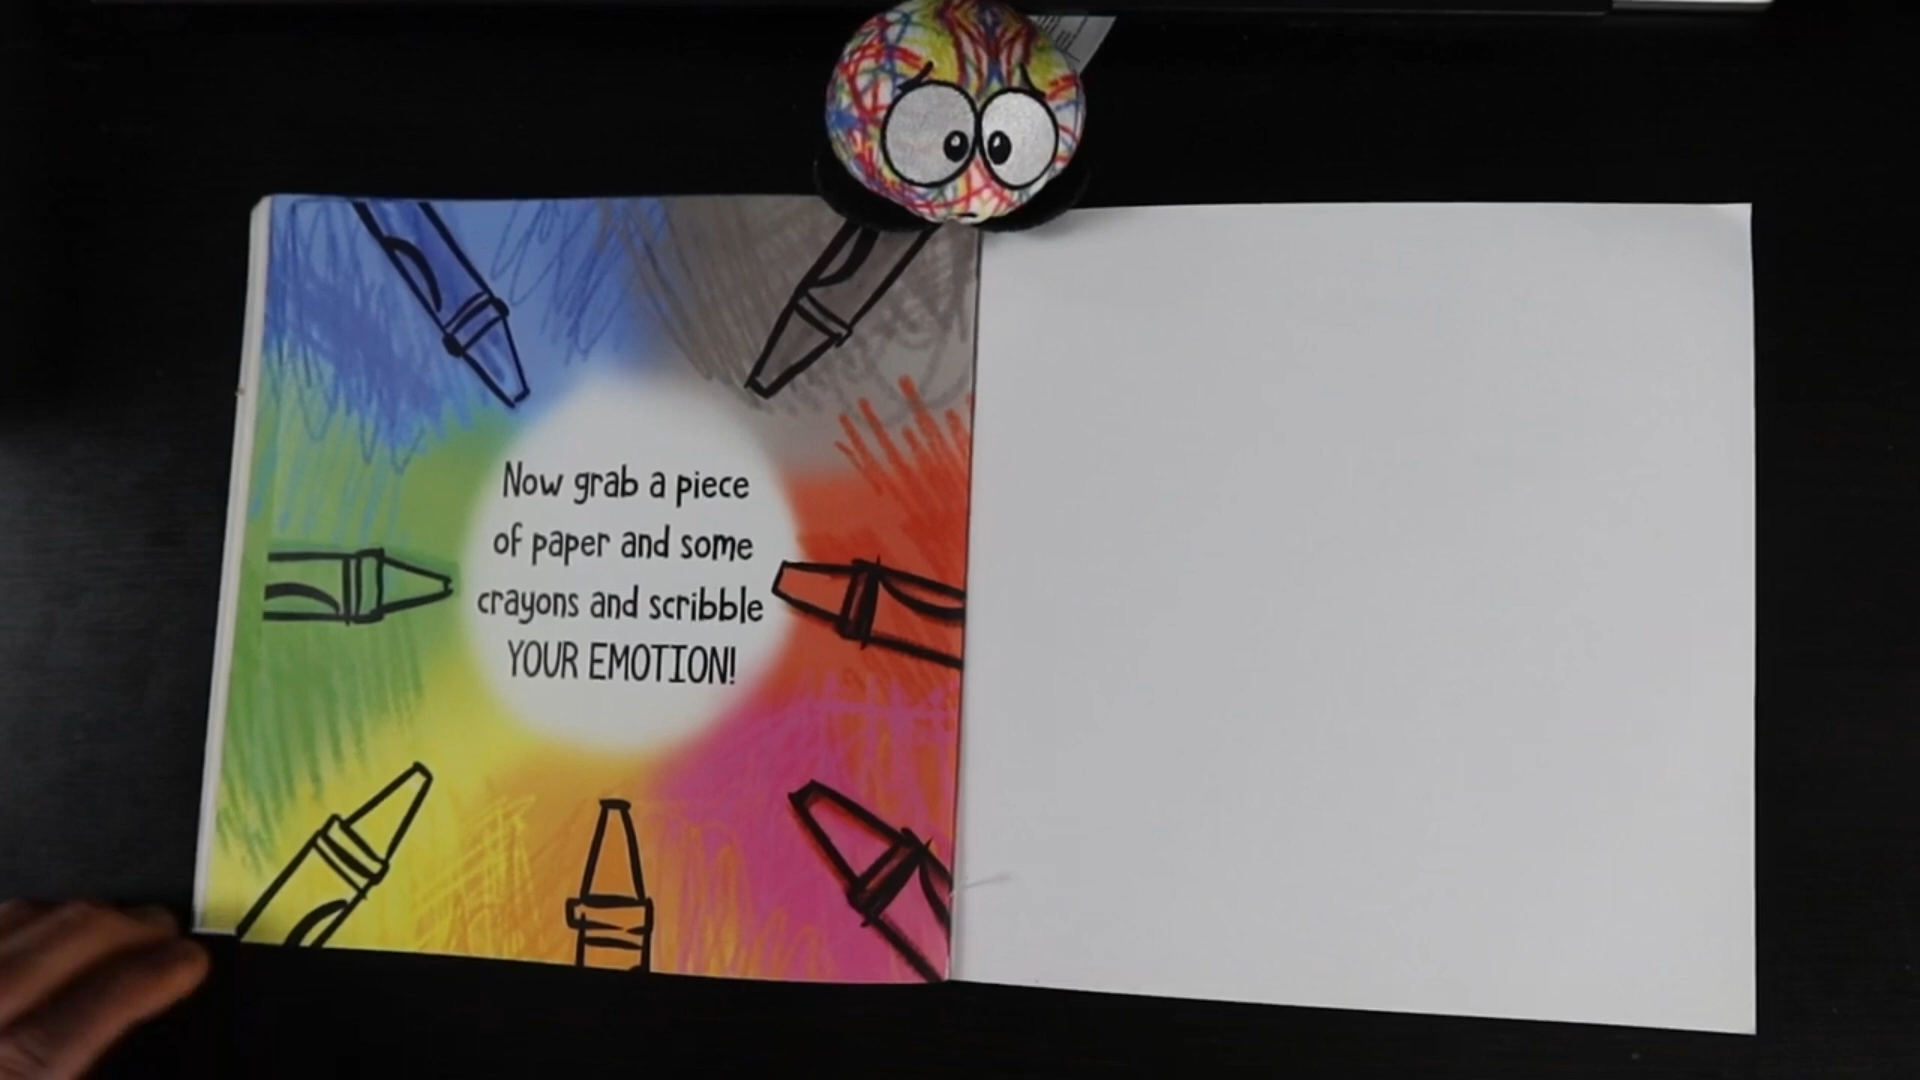 Now grab a piece
of paper and some
crayons and scribble
YOUR EMOTION!